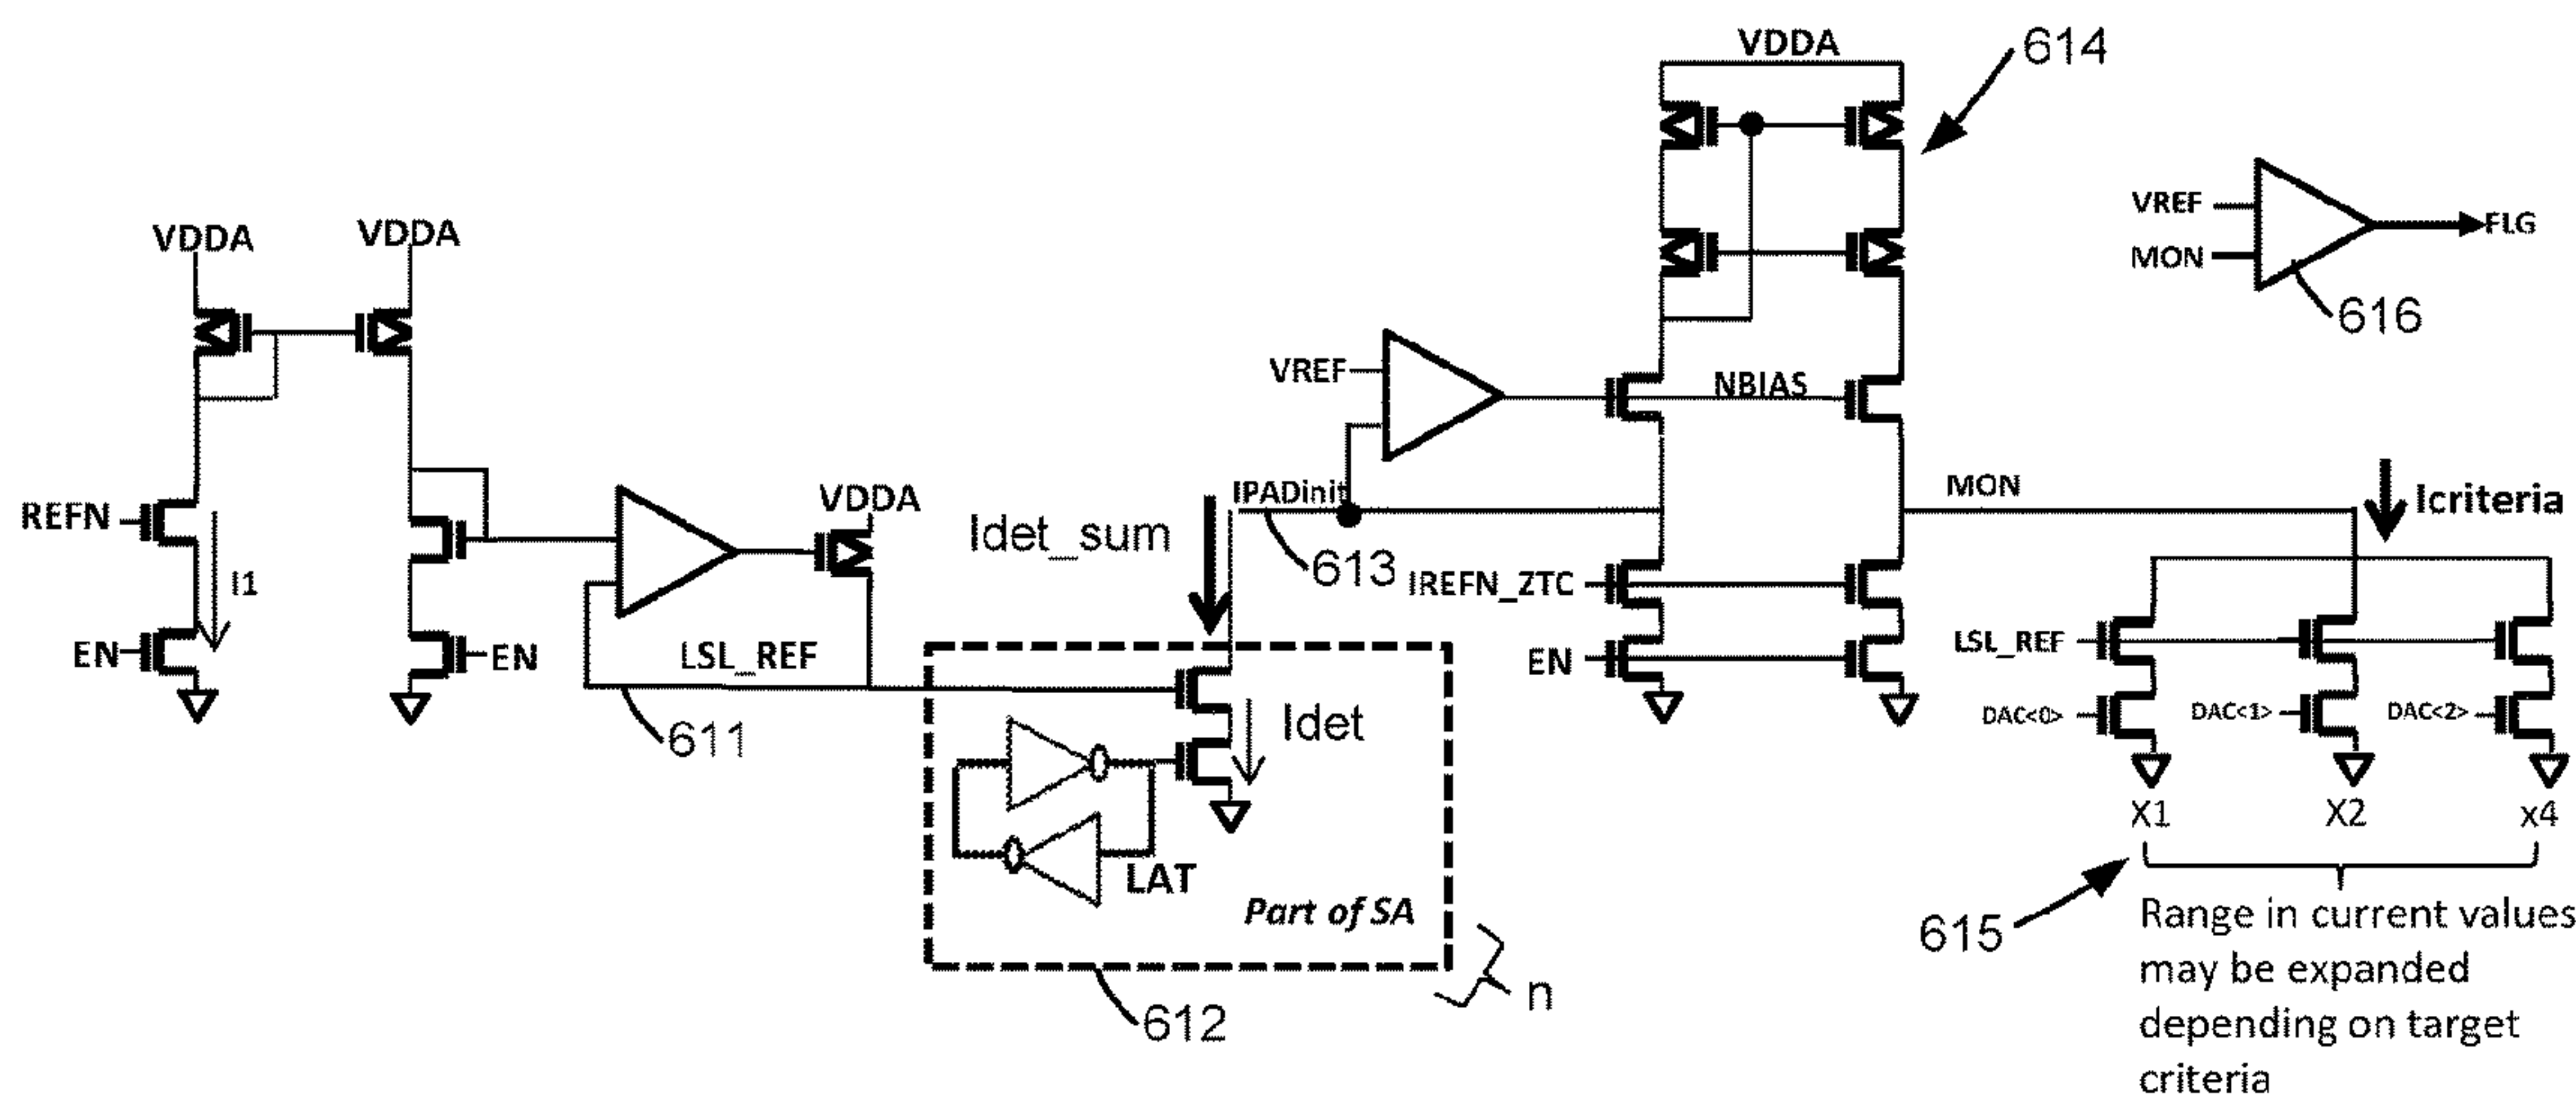 VDDA
614
VREF
MON
FLG
616
VDDA
VDDA
VREF
NBIAS
REFN
I1
EN
EN
VDDA
LSL_REF
611
Idet_sum
IPADinit
613
IREFN_ZTC
EN
MON
Icriteria
LSL_REF
DAC<0>
DAC<1>
DAC<2>
X1
X2
x4
Idet
LAT
Part of SA
n
612
615
Range in current values
may be expanded
depending on target
criteria